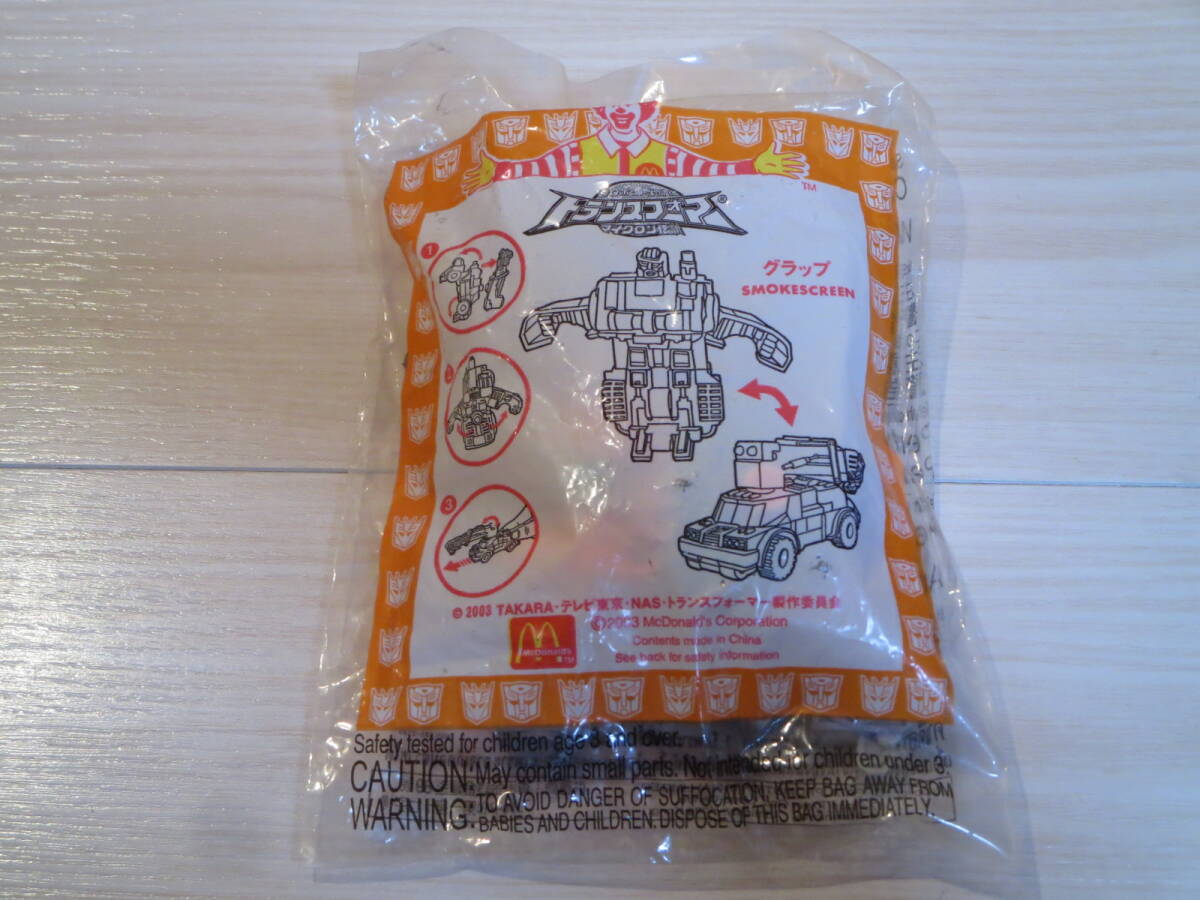 TM
トランスフォーマー®
マイクロン伝説
グラップ
SMOKESCREEN
1
3
© 2003 TAKARA・テレビ東京・NAS・トランスフォーマー製作委員会
©2003 McDonald's Corporation
Contents made in China
See back for safety information
McDonald's
®TM
Safety tested for children age 3 and over.
CAUTION: May contain small parts. Not intended for children under 3.
WARNING: TO AVOID DANGER OF SUFFOCATION, KEEP BAG AWAY FROM
BABIES AND CHILDREN. DISPOSE OF THIS BAG IMMEDIATELY.